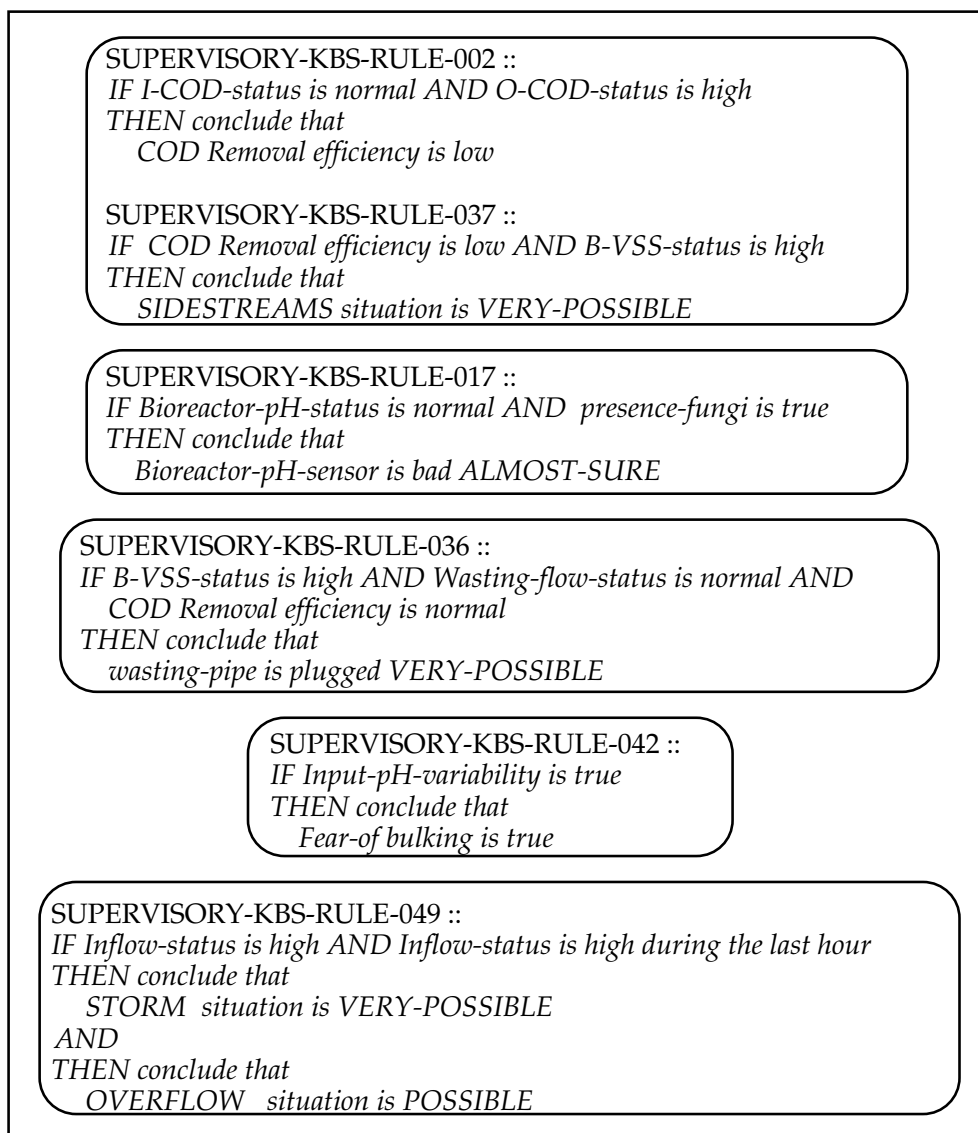 SUPERVISORY-KBS-RULE-002 ::
IF I-COD-status is normal AND O-COD-status is high
THEN conclude that
COD Removal efficiency is low
SUPERVISORY-KBS-RULE-037 ::
IF COD Removal efficiency is low AND B-VSS-status is high
THEN conclude that
SIDESTREAMS situation is VERY-POSSIBLE
SUPERVISORY-KBS-RULE-017 ::
IF Bioreactor-pH-status is normal AND presence-fungi is true
THEN conclude that
Bioreactor-pH-sensor is bad ALMOST-SURE
SUPERVISORY-KBS-RULE-036 ::
IF B-VSS-status is high AND Wasting-flow-status is normal AND
COD Removal efficiency is normal
THEN conclude that
wasting-pipe is plugged VERY-POSSIBLE
SUPERVISORY-KBS-RULE-042 ::
IF Input-pH-variability is true
THEN conclude that
Fear-of bulking is true
SUPERVISORY-KBS-RULE-049 ::
IF Inflow-status is high AND Inflow-status is high during the last hour
THEN conclude that
STORM situation is VERY-POSSIBLE
AND
THEN conclude that
OVERFLOW situation is POSSIBLE